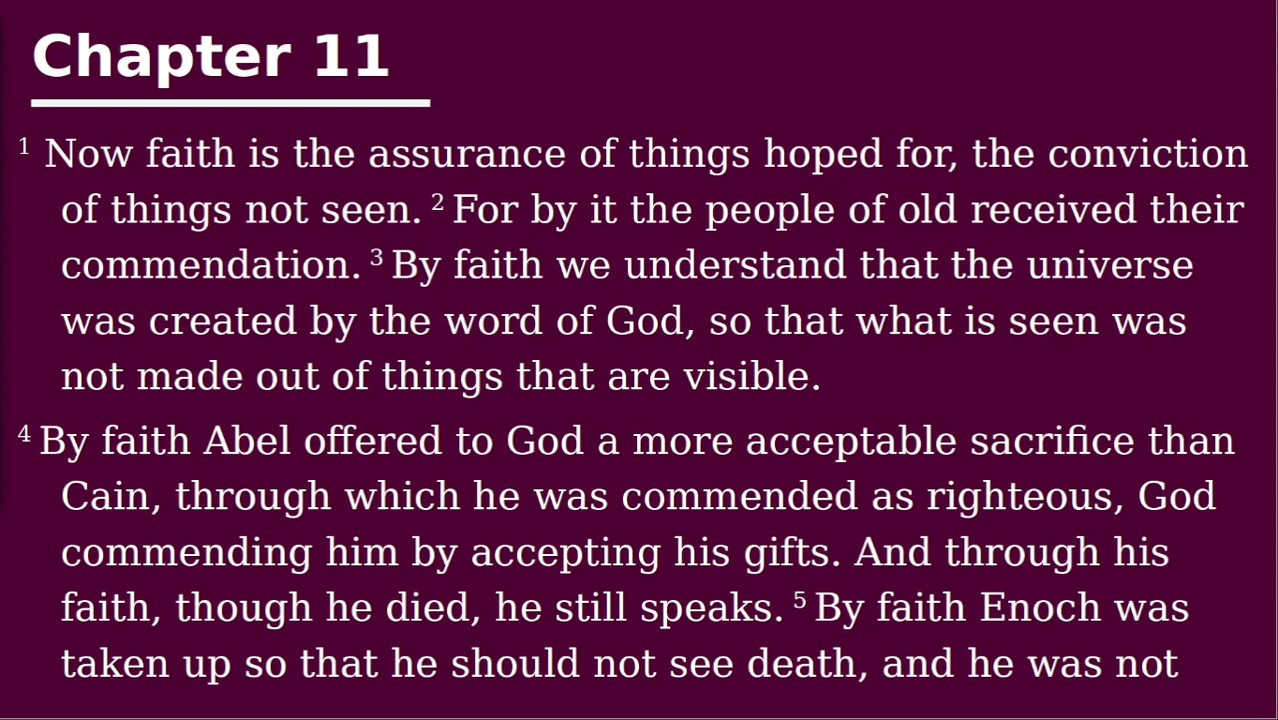 Chapter 11
1 Now faith is the assurance of things hoped for, the conviction
of things not seen. 2 For by it the people of old received their
commendation. 3 By faith we understand that the universe
was created by the word of God, so that what is seen was
not made out of things that are visible.
4 By faith Abel offered to God a more acceptable sacrifice than
Cain, through which he was commended as righteous, God
commending him by accepting his gifts. And through his
faith, though he died, he still speaks. 5 By faith Enoch was
taken up so that he should not see death, and he was not